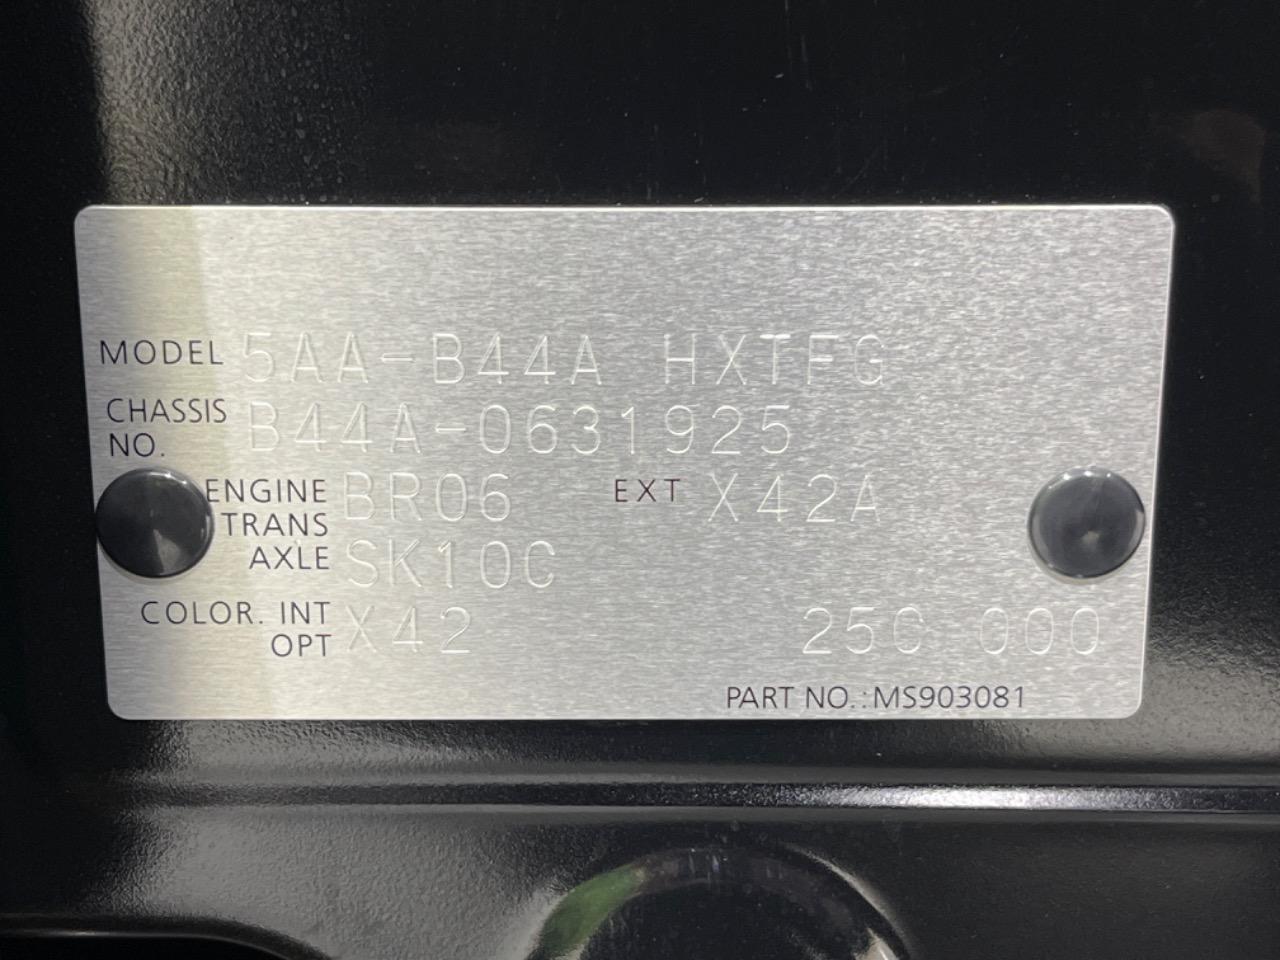 MODEL 5AA-B44A HXTFG
CHASSIS NO. B44A-0631925
ENGINE BR06 EXT X42A
TRANS AXLE SK10C
COLOR. INT X42 25C 000
OPT
PART NO.:MS903081